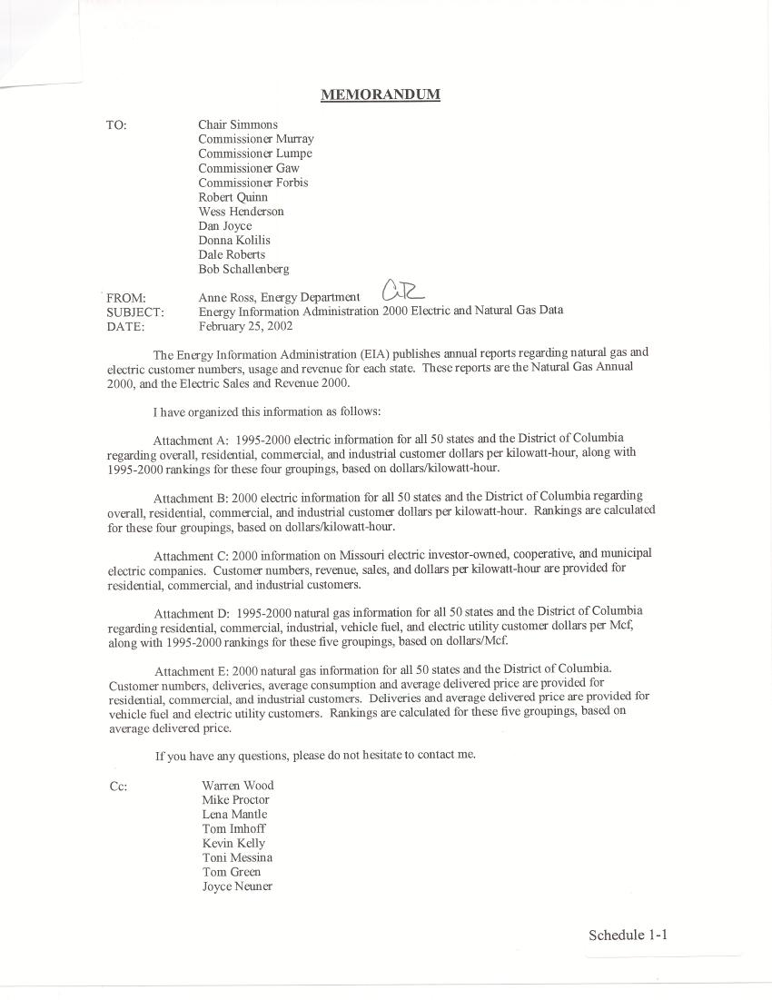 MEMORANDUM
TO: Chair Simmons
Commissioner Murray
Commissioner Lumpe
Commissioner Gaw
Commissioner Forbis
Robert Quinn
Wess Henderson
Dan Joyce
Donna Kolilis
Dale Roberts
Bob Schallenberg
FROM: Anne Ross, Energy Department
SUBJECT: Energy Information Administration 2000 Electric and Natural Gas Data
DATE: February 25, 2002
The Energy Information Administration (EIA) publishes annual reports regarding natural gas and
electric customer numbers, usage and revenue for each state. These reports are the Natural Gas Annual
2000, and the Electric Sales and Revenue 2000.
I have organized this information as follows:
Attachment A: 1995-2000 electric information for all 50 states and the District of Columbia
regarding overall, residential, commercial, and industrial customer dollars per kilowatt-hour, along with
1995-2000 rankings for these four groupings, based on dollars/kilowatt-hour.
Attachment B: 2000 electric information for all 50 states and the District of Columbia regarding
overall, residential, commercial, and industrial customer dollars per kilowatt-hour. Rankings are calculated
for these four groupings, based on dollars/kilowatt-hour.
Attachment C: 2000 information on Missouri electric investor-owned, cooperative, and municipal
electric companies. Customer numbers, revenue, sales, and dollars per kilowatt-hour are provided for
residential, commercial, and industrial customers.
Attachment D: 1995-2000 natural gas information for all 50 states and the District of Columbia
regarding residential, commercial, industrial, vehicle fuel, and electric utility customer dollars per Mcf,
along with 1995-2000 rankings for these five groupings, based on dollars/Mcf.
Attachment E: 2000 natural gas information for all 50 states and the District of Columbia.
Customer numbers, deliveries, average consumption and average delivered price are provided for
residential, commercial, and industrial customers. Deliveries and average delivered price are provided for
vehicle fuel and electric utility customers. Rankings are calculated for these five groupings, based on
average delivered price.
If you have any questions, please do not hesitate to contact me.
Cc: Warren Wood
Mike Proctor
Lena Mantle
Tom Imhoff
Kevin Kelly
Toni Messina
Tom Green
Joyce Neuner
Schedule 1-1